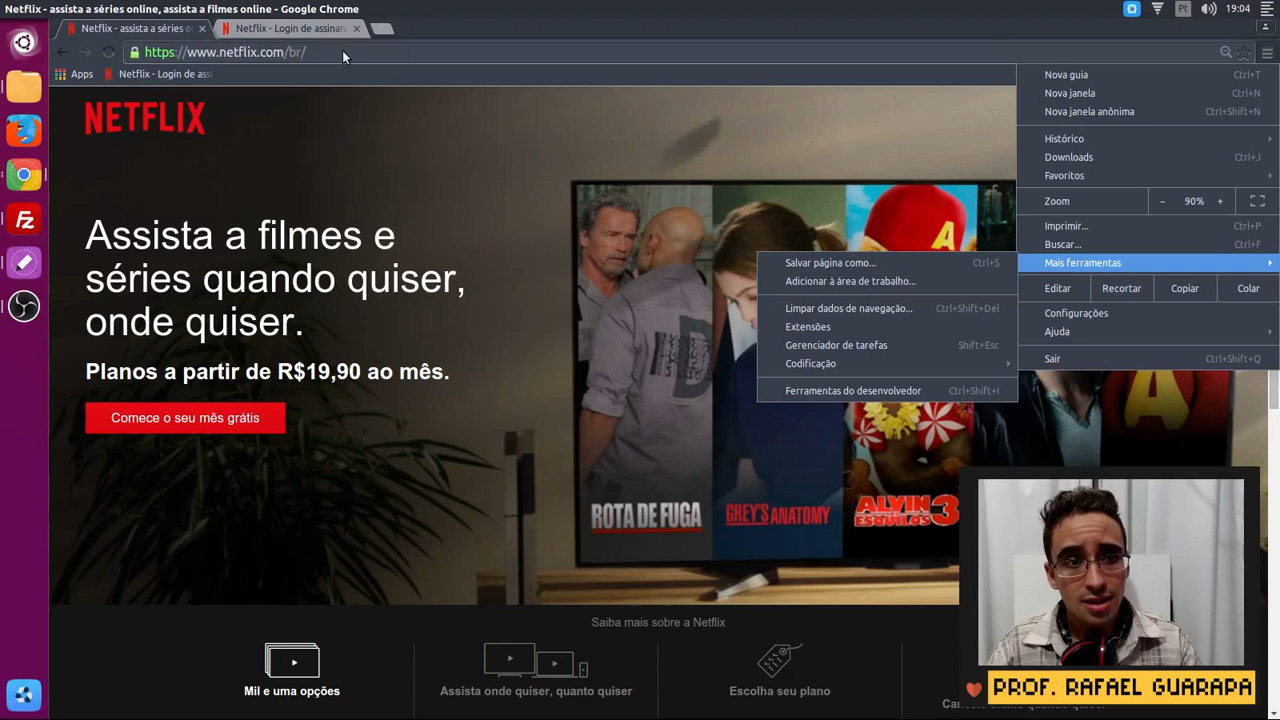 Netflix - assista a séries online, assista a filmes online - Google Chrome
Pt
19:04
Netflix - assista a séries o
Netflix - Login de assinan
https://www.netflix.com/br/
Apps
Netflix - Login de assi
NETFLIX
Assista a filmes e
séries quando quiser,
onde quiser.
Planos a partir de R$19,90 ao mês.
Comece o seu mês grátis
Nova guia Ctrl+T
Nova janela Ctrl+N
Nova janela anônima Ctrl+Shift+N
Histórico
Downloads Ctrl+J
Favoritos
Zoom − 90% +
Imprimir... Ctrl+P
Buscar... Ctrl+F
Mais ferramentas
Editar Recortar Copiar Colar
Configurações
Ajuda
Sair Ctrl+Shift+Q
Salvar página como... Ctrl+S
Adicionar à área de trabalho...
Limpar dados de navegação... Ctrl+Shift+Del
Extensões
Gerenciador de tarefas Shift+Esc
Codificação
Ferramentas do desenvolvedor Ctrl+Shift+I
A
A
ROTA DE FUGA
GREY'S ANATOMY
ALVIN
ESQUILOS 3
Saiba mais sobre a Netflix
Mil e uma opções
Assista onde quiser, quanto quiser
Escolha seu plano
PROF. RAFAEL GUARAPA